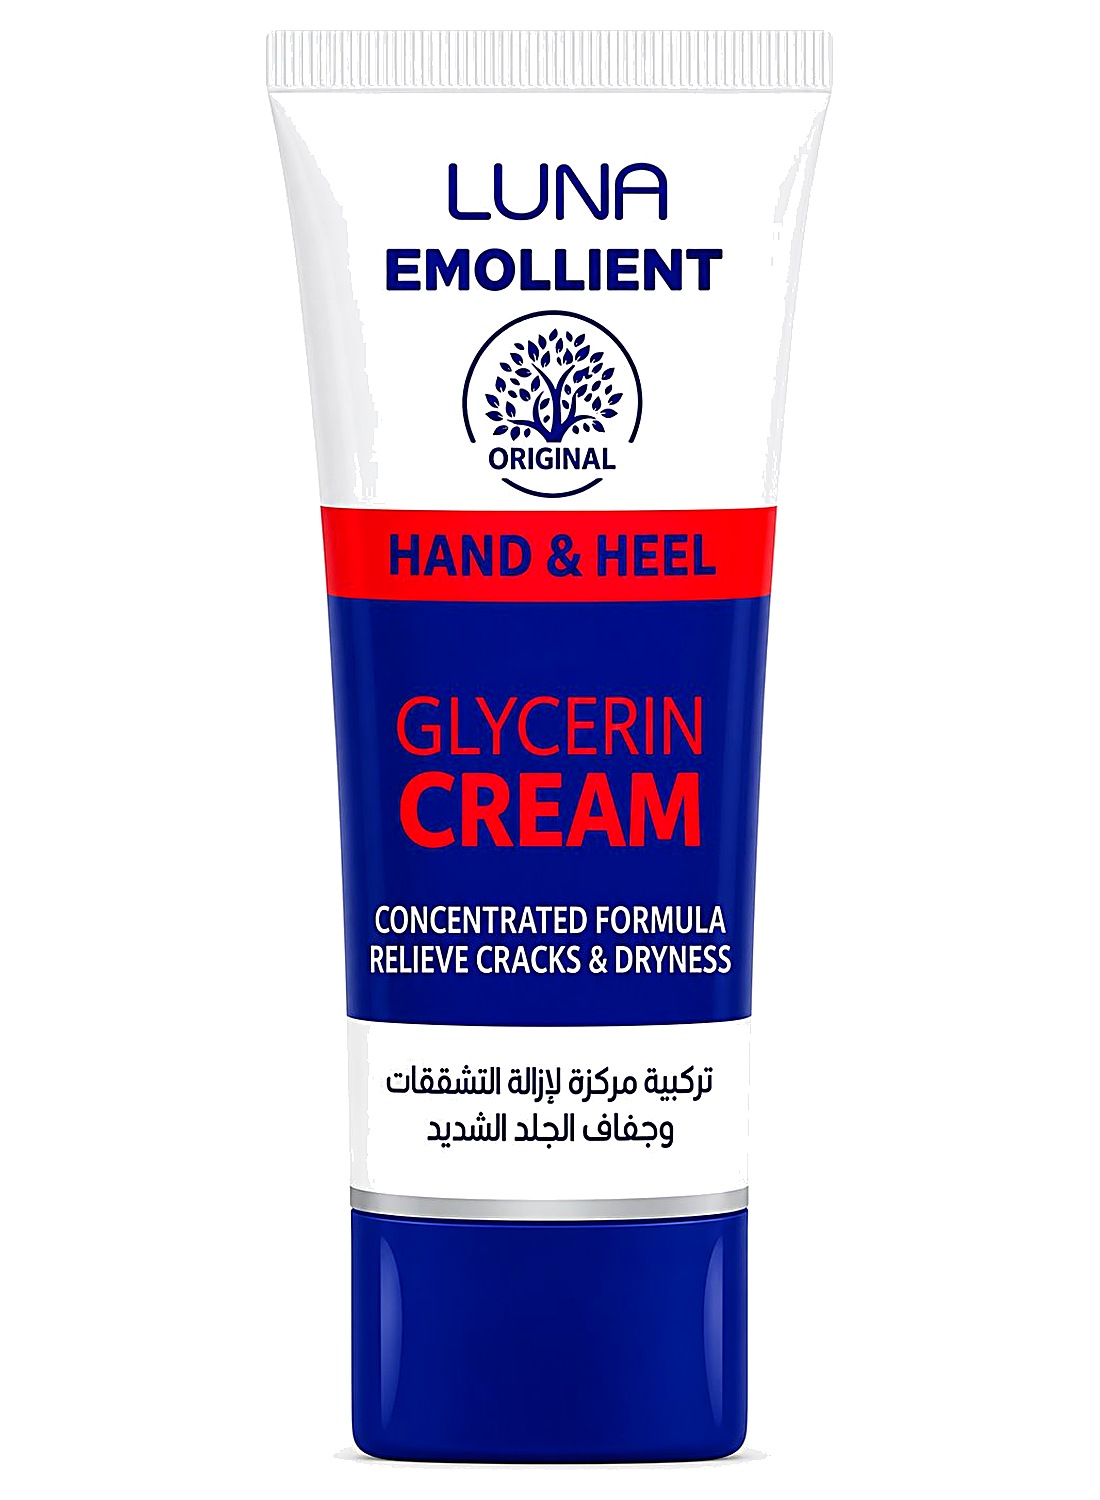 LUNA
EMOLLIENT
ORIGINAL
HAND & HEEL
GLYCERIN
CREAM
CONCENTRATED FORMULA
RELIEVE CRACKS & DRYNESS
تركيبة مركزة لإزالة التشققات
وجفاف الجلد الشديد